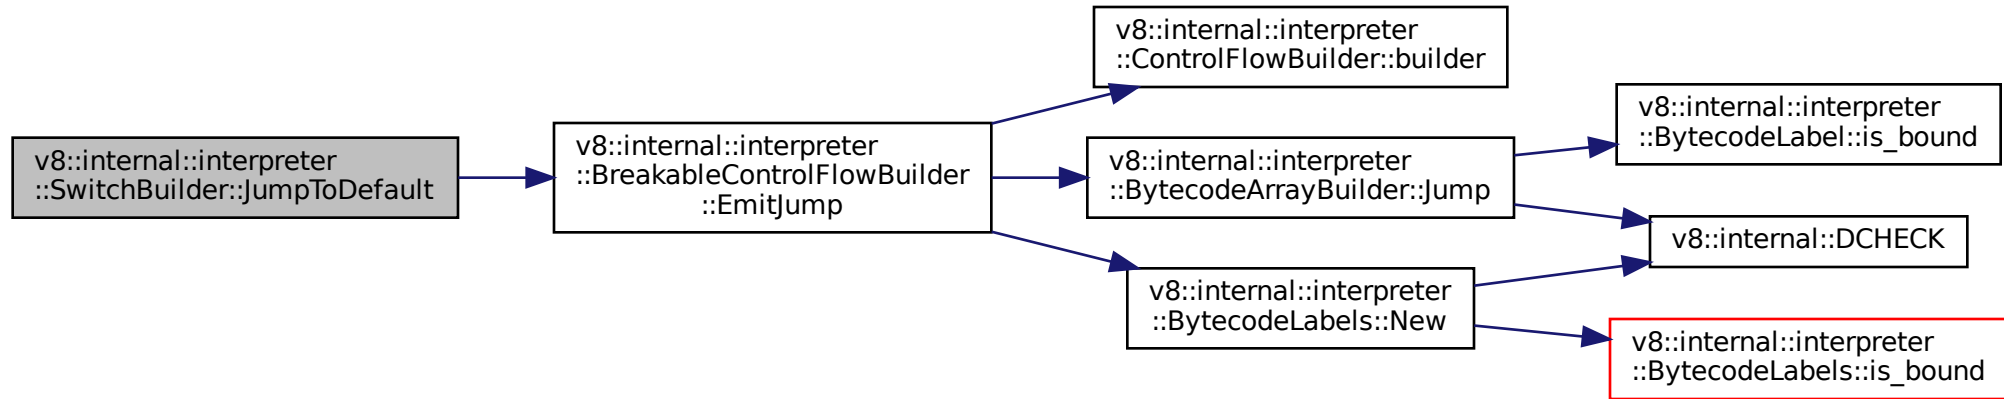 v8::internal::interpreter
::SwitchBuilder::JumpToDefault
v8::internal::interpreter
::BreakableControlFlowBuilder
::EmitJump
v8::internal::interpreter
::ControlFlowBuilder::builder
v8::internal::interpreter
::BytecodeArrayBuilder::Jump
v8::internal::interpreter
::BytecodeLabels::New
v8::internal::interpreter
::BytecodeLabel::is_bound
v8::internal::DCHECK
v8::internal::interpreter
::BytecodeLabels::is_bound